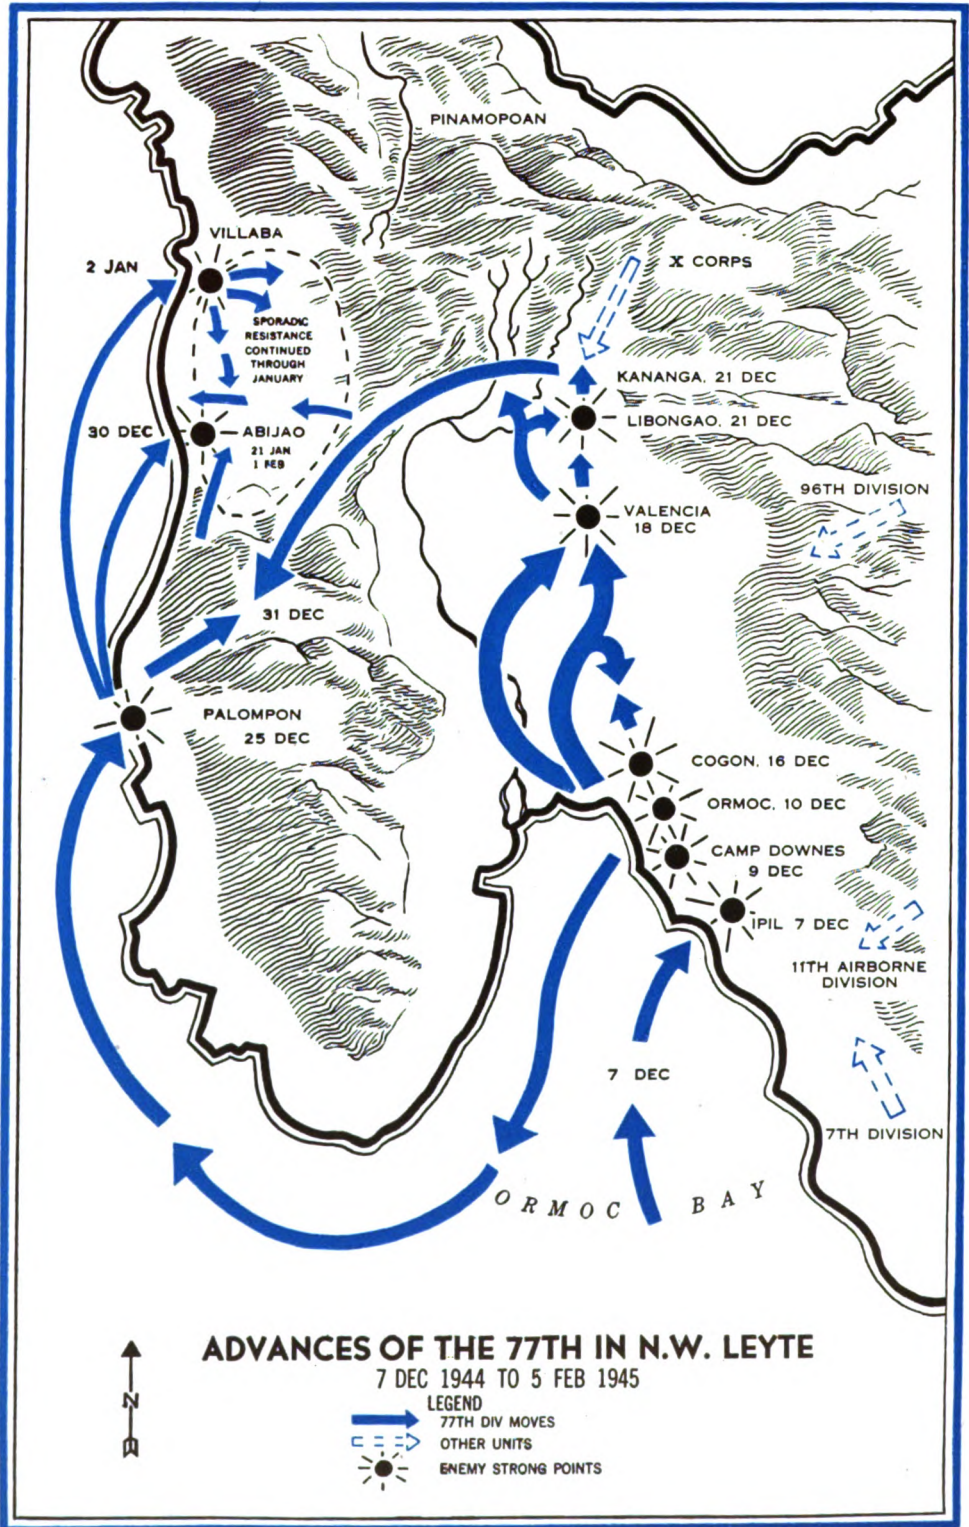 PINAMOPOAN
VILLABA
2 JAN
X CORPS
SPORADIC
RESISTANCE
CONTINUED
THROUGH
JANUARY
KANANGA, 21 DEC
LIBONGAO, 21 DEC
30 DEC
ABIJAO
21 JAN
1 FEB
96TH DIVISION
VALENCIA
18 DEC
31 DEC
PALOMPON
25 DEC
COGON, 16 DEC
ORMOC, 10 DEC
CAMP DOWNES
9 DEC
IPIL 7 DEC
11TH AIRBORNE
DIVISION
7 DEC
7TH DIVISION
ORMOC BAY
ADVANCES OF THE 77TH IN N.W. LEYTE
7 DEC 1944 TO 5 FEB 1945
N
LEGEND
77TH DIV MOVES
OTHER UNITS
ENEMY STRONG POINTS